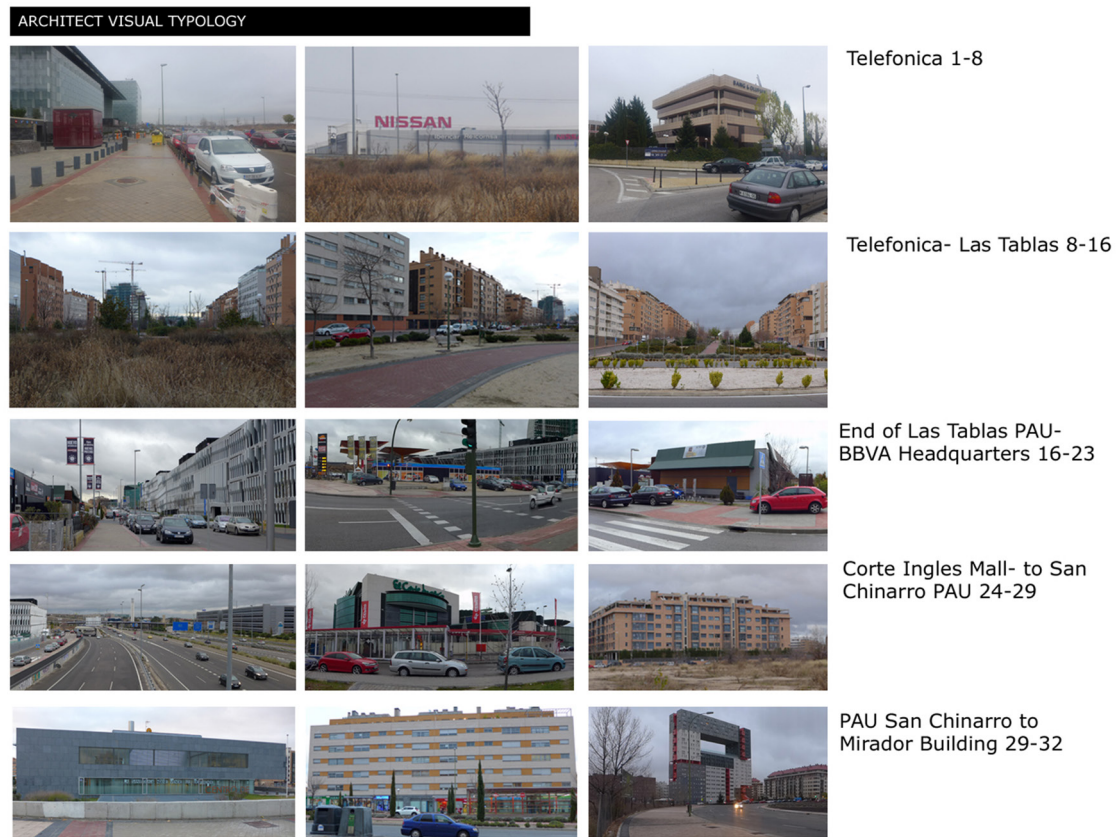 ARCHITECT VISUAL TYPOLOGY
Telefonica 1-8
NISSAN
Telefonica- Las Tablas 8-16
End of Las Tablas PAU-
BBVA Headquarters 16-23
Corte Ingles Mall- to San
Chinarro PAU 24-29
PAU San Chinarro to
Mirador Building 29-32